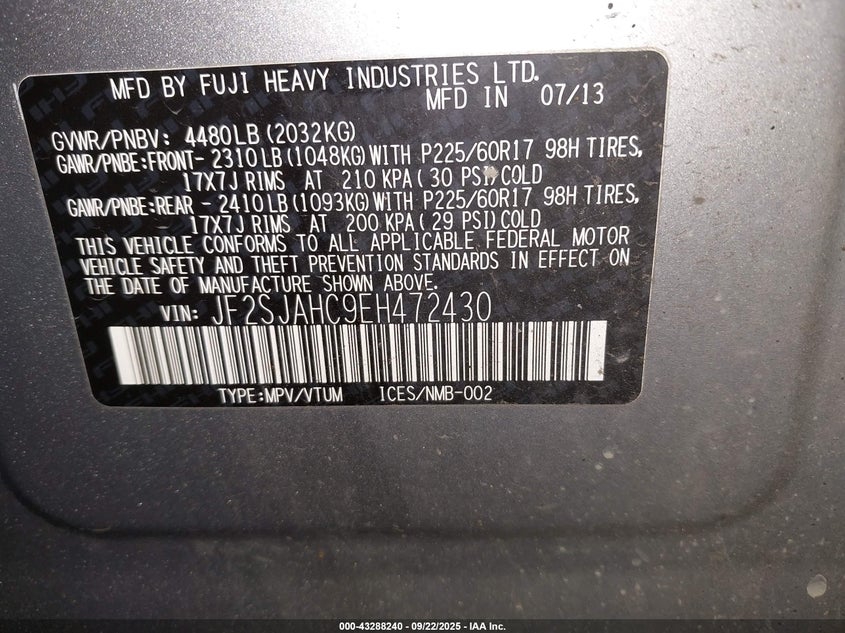 MFD BY FUJI HEAVY INDUSTRIES LTD.
MFD IN 07/13
GVWR/PNBV: 4480LB(2032KG)
GAWR/PNBE:FRONT- 2310LB(1048KG)WITH P225/60R17 98H TIRES,
17X7J RIMS AT 210 KPA( 30 PSI)COLD
GAWR/PNBE:REAR - 2410LB(1093KG)WITH P225/60R17 98H TIRES,
17X7J RIMS AT 200 KPA( 29 PSI)COLD
THIS VEHICLE CONFORMS TO ALL APPLICABLE FEDERAL MOTOR
VEHICLE SAFETY AND THEFT PREVENTION STANDARDS IN EFFECT ON
THE DATE OF MANUFACTURE SHOWN ABOVE.
VIN: JF2SJAHC9EH472430
TYPE:MPV/VTUM ICES/NMB-002
000-43288240 - 09/22/2025 - IAA Inc.